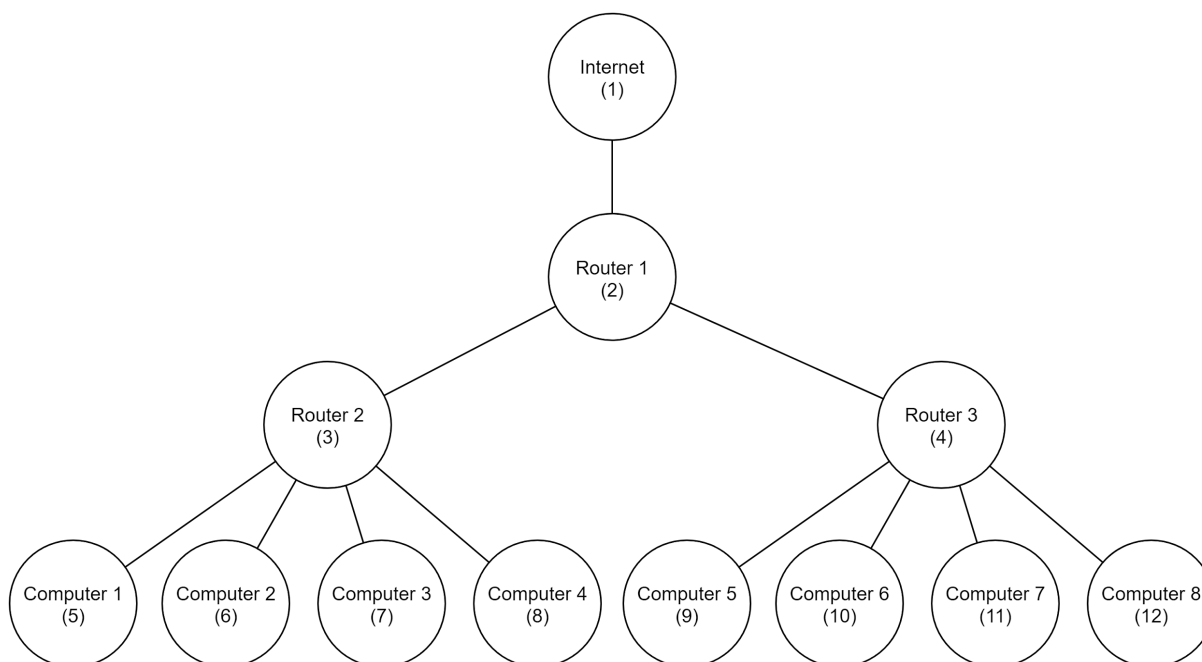 Internet
(1)
Router 1
(2)
Router 2
(3)
Router 3
(4)
Computer 1
(5)
Computer 2
(6)
Computer 3
(7)
Computer 4
(8)
Computer 5
(9)
Computer 6
(10)
Computer 7
(11)
Computer 8
(12)